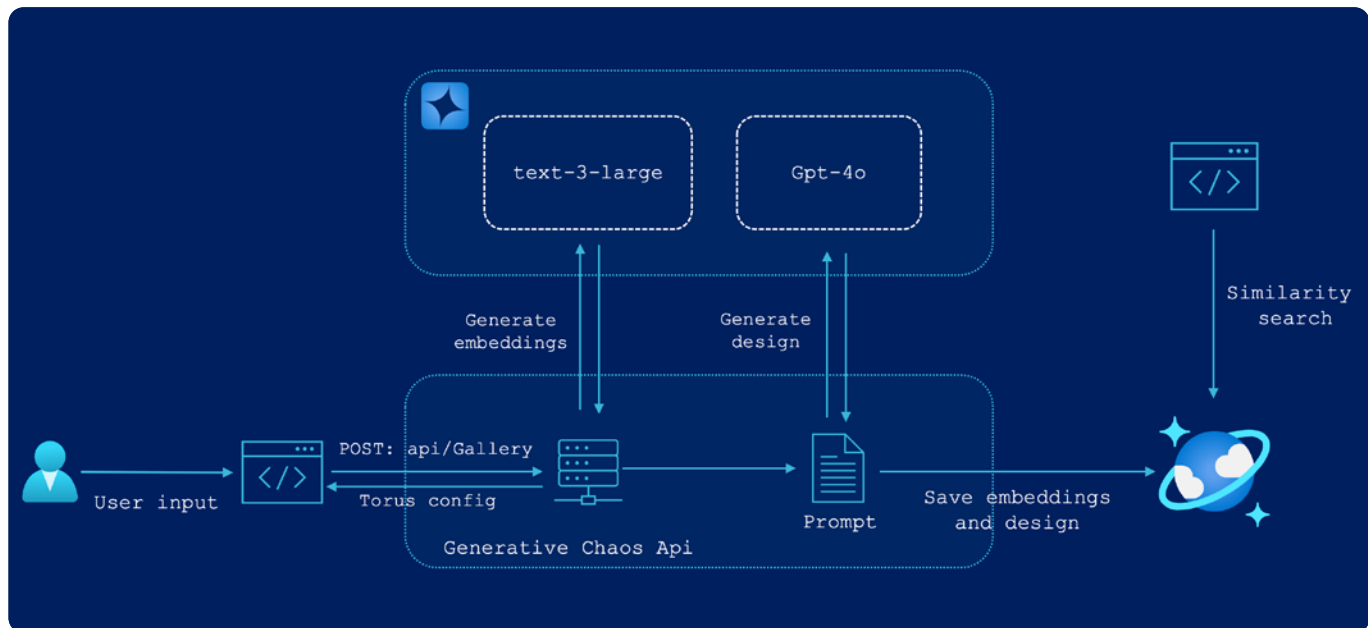 text-3-large
Gpt-4o
</>
Similarity
search
Generate
embeddings
Generate
design
POST: api/Gallery
</>
User input
Torus config
Prompt
Save embeddings
and design
Generative Chaos Api